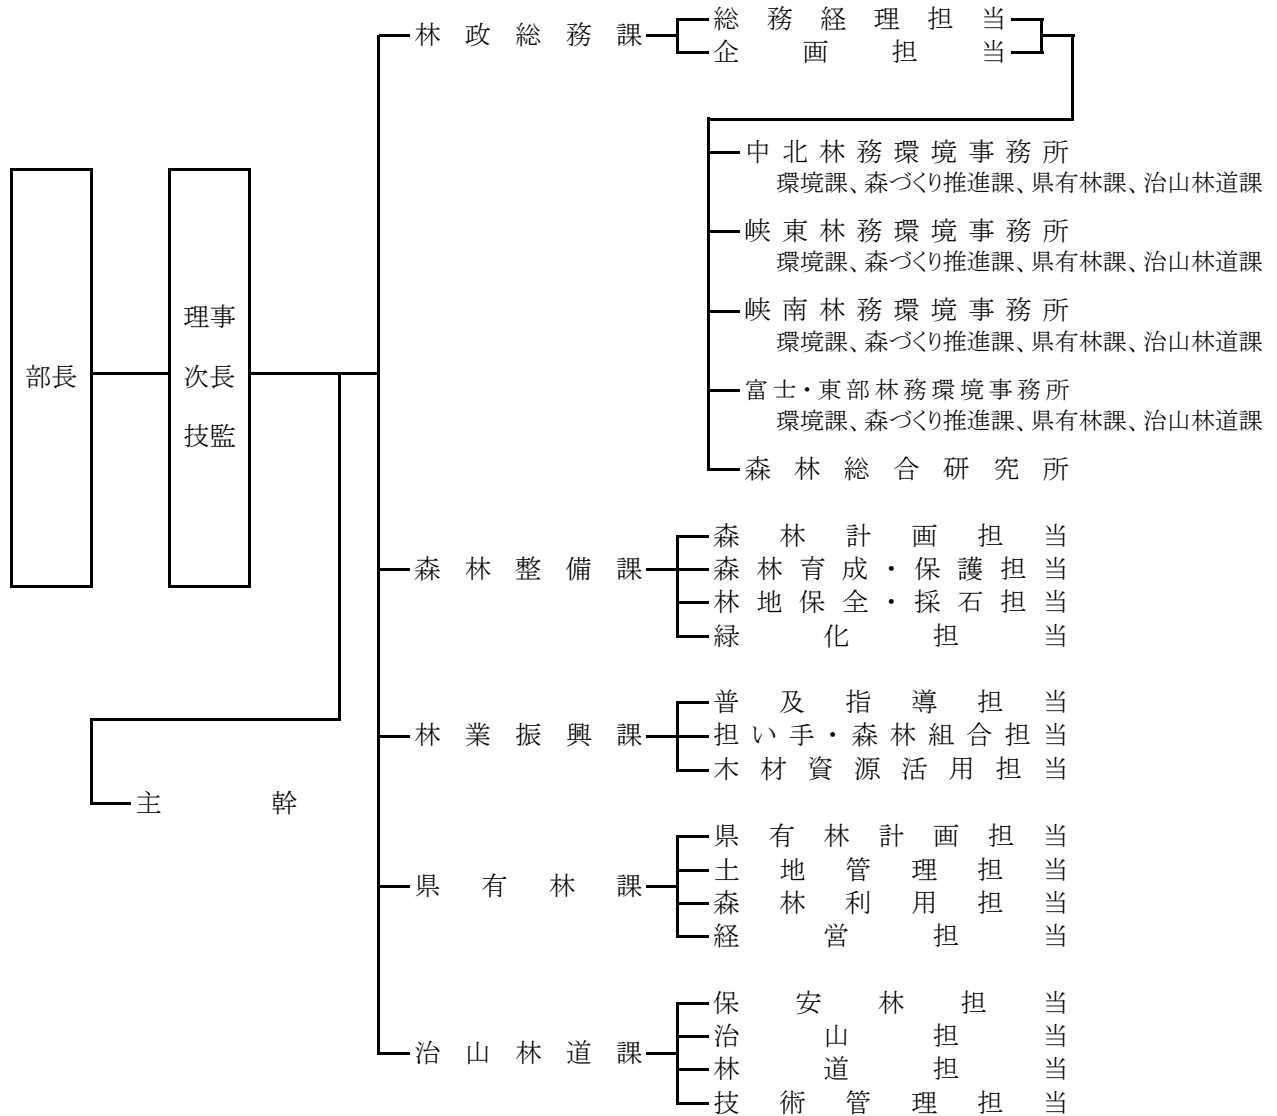 部長
理事
次長
技監
主幹
林政総務課
総務経理担当
企画担当
中北林務環境事務所
環境課、森づくり推進課、県有林課、治山林道課
峡東林務環境事務所
環境課、森づくり推進課、県有林課、治山林道課
峡南林務環境事務所
環境課、森づくり推進課、県有林課、治山林道課
富士・東部林務環境事務所
環境課、森づくり推進課、県有林課、治山林道課
森林総合研究所
森林整備課
森林計画担当
森林育成・保護担当
林地保全・採石担当
緑化担当
林業振興課
普及指導担当
担い手・森林組合担当
木材資源活用担当
県有林課
県有林計画担当
土地管理担当
森林利用担当
経営担当
治山林道課
保安林担当
治山担当
林道担当
技術管理担当